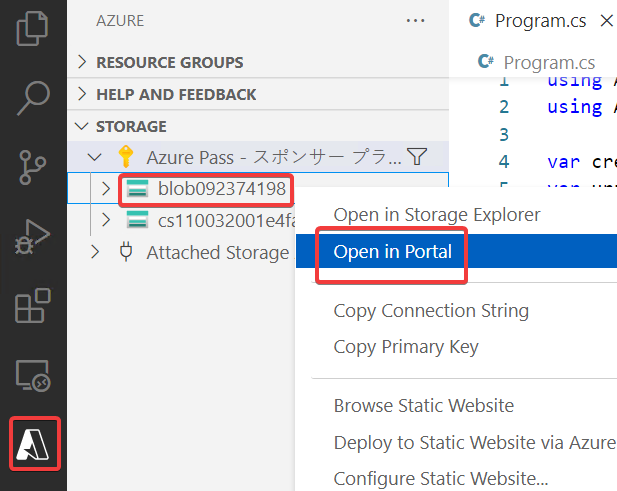 AZURE
...
RESOURCE GROUPS
HELP AND FEEDBACK
STORAGE
Azure Pass - スポンサー プラ...
blob092374198
cs110032001e4fa
Attached Storage
Program.cs
Program.cs
1 using A
2 using A
4 var cre
5 var
Open in Storage Explorer
Open in Portal
Copy Connection String
Copy Primary Key
Browse Static Website
Deploy to Static Website via Azure
Configure Static Website...